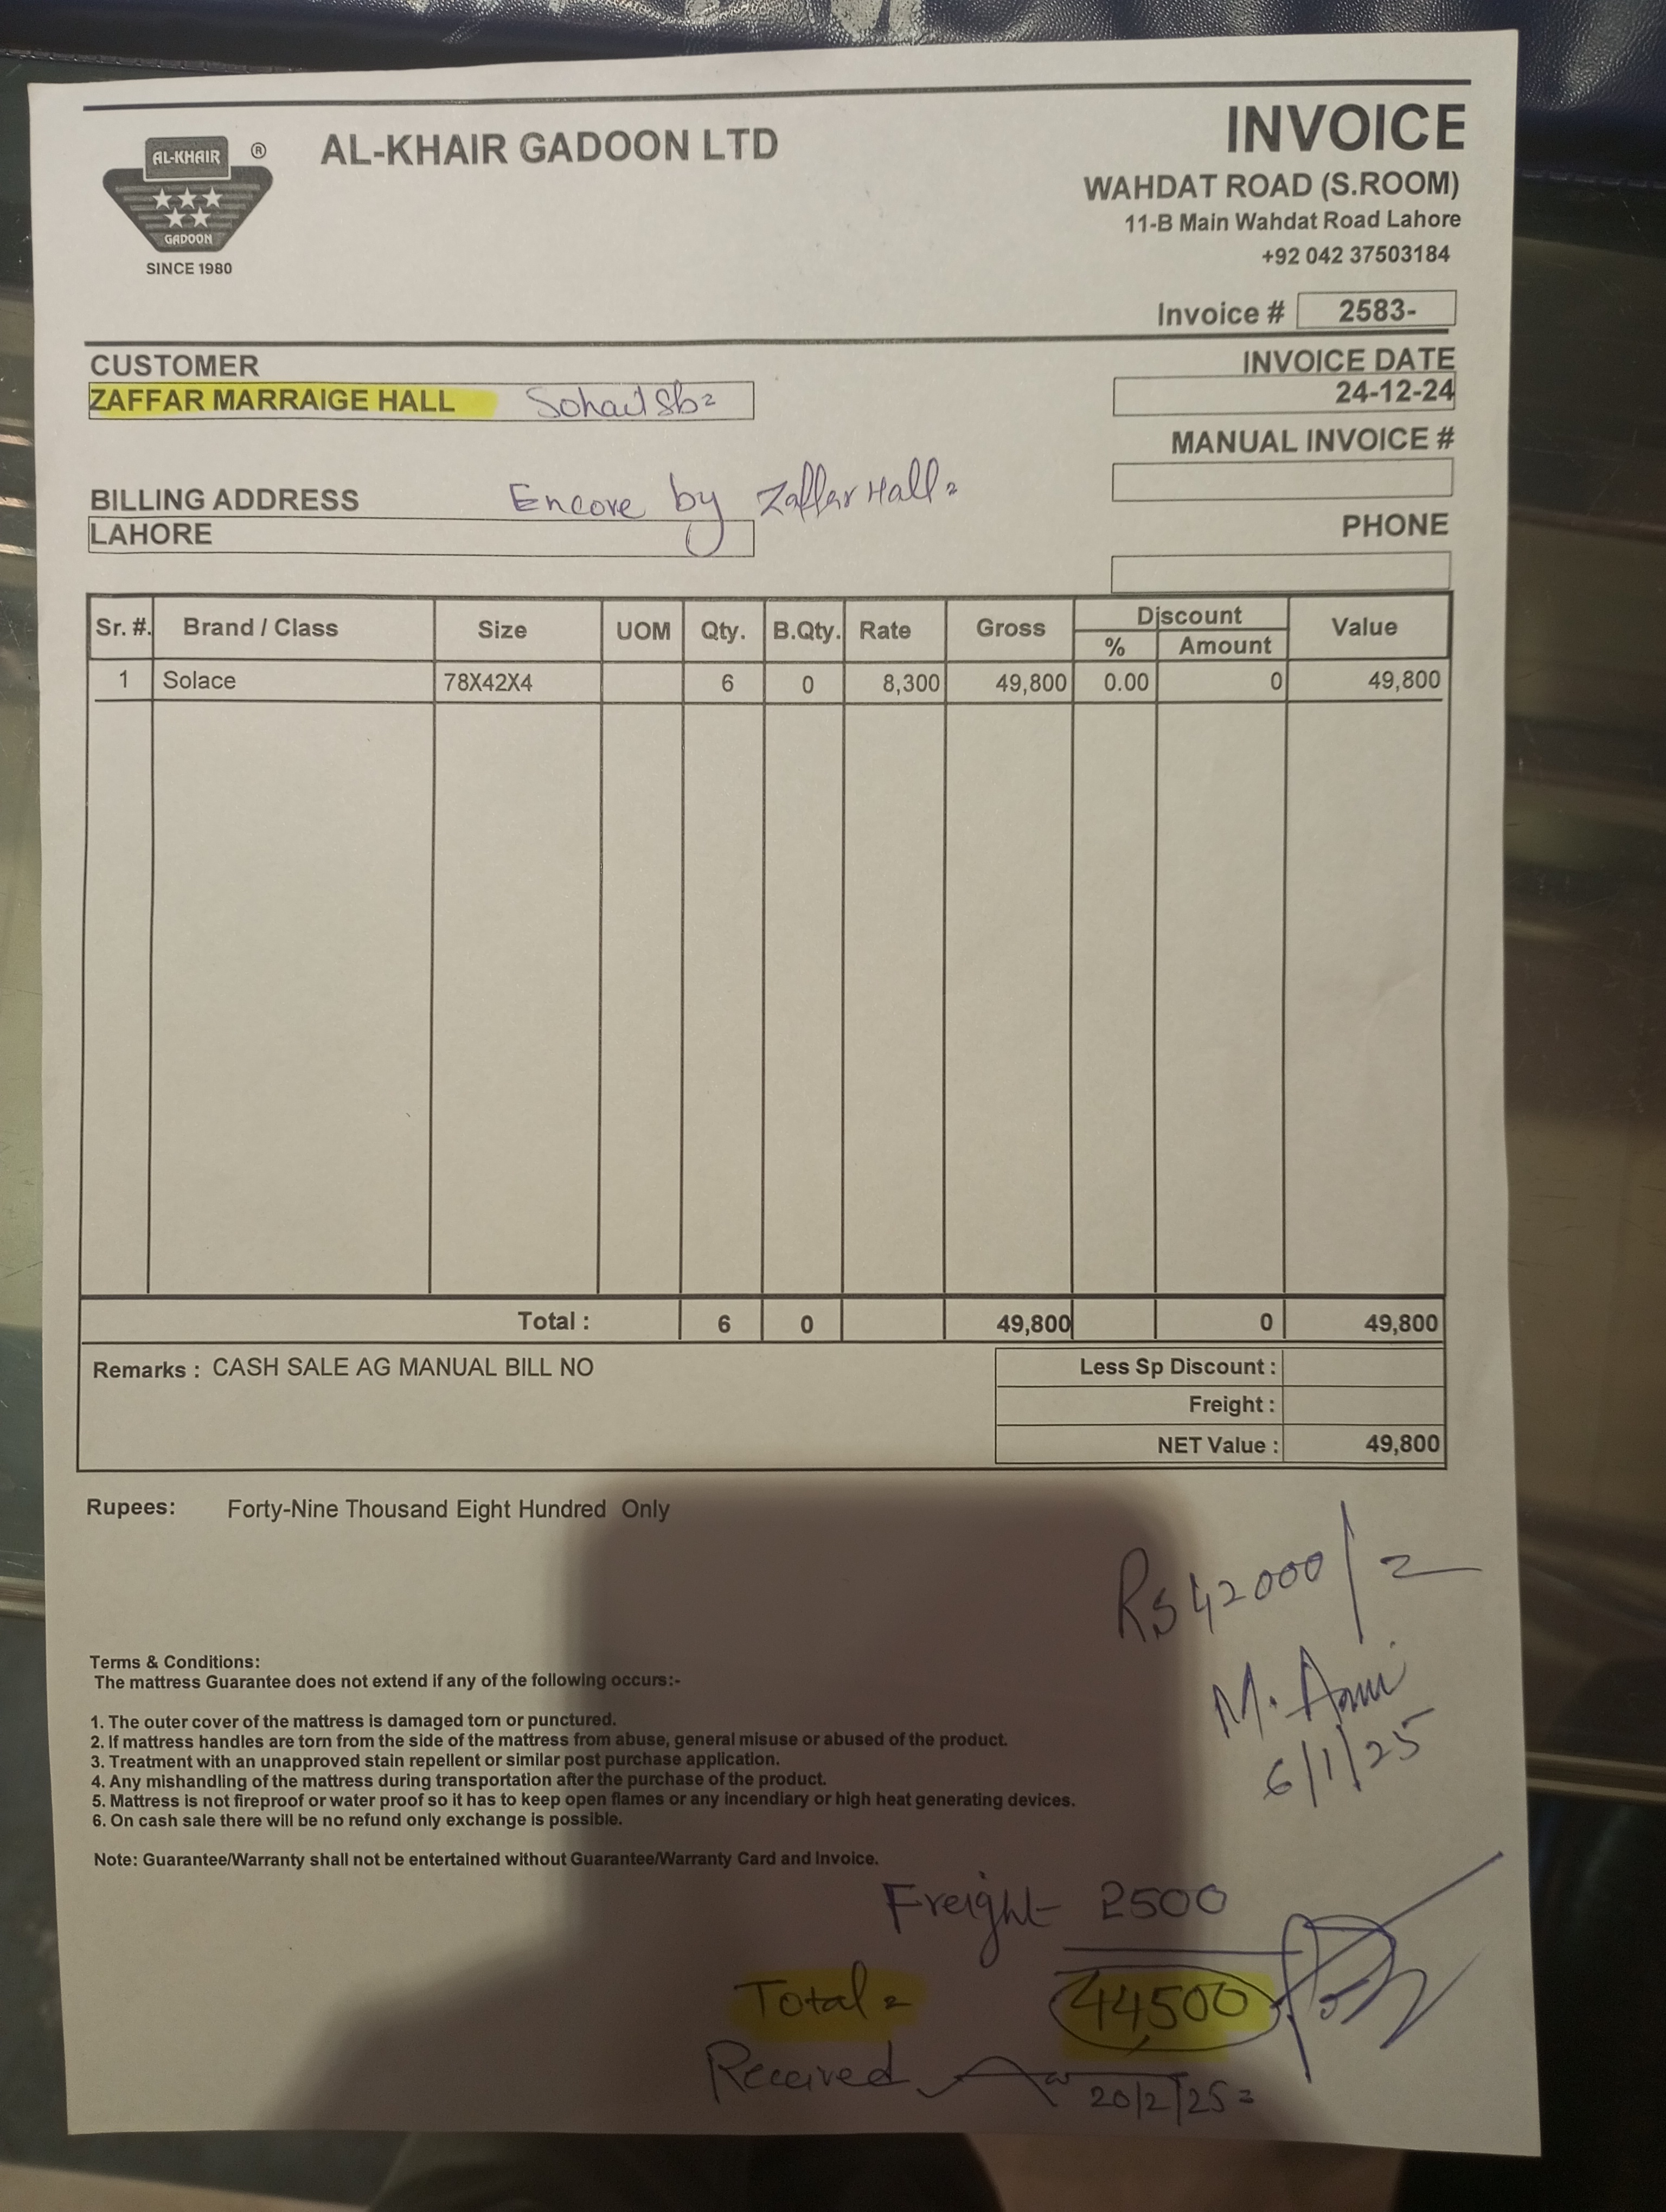 AL-KHAIR
GADOON
SINCE 1980
®
AL-KHAIR GADOON LTD
INVOICE
WAHDAT ROAD (S.ROOM)
11-B Main Wahdat Road Lahore
+92 042 37503184
Invoice # 2583-
CUSTOMER
ZAFFAR MARRAIGE HALL Sohail Sb=
INVOICE DATE
24-12-24
MANUAL INVOICE #
BILLING ADDRESS
Encore by Zaffar Hall=
LAHORE
PHONE
Sr. #. Brand / Class Size UOM Qty. B.Qty. Rate Gross Discount % Amount Value
1 Solace 78X42X4 6 0 8,300 49,800 0.00 0 49,800
Total : 6 0 49,800 0 49,800
Remarks : CASH SALE AG MANUAL BILL NO
Less Sp Discount :
Freight :
NET Value : 49,800
Rupees: Forty-Nine Thousand Eight Hundred Only
Rs 42000/=
Terms & Conditions:
The mattress Guarantee does not extend if any of the following occurs:-
1. The outer cover of the mattress is damaged torn or punctured.
2. If mattress handles are torn from the side of the mattress from abuse, general misuse or abused of the product.
3. Treatment with an unapproved stain repellent or similar post purchase application.
4. Any mishandling of the mattress during transportation after the purchase of the product.
5. Mattress is not fireproof or water proof so it has to keep open flames or any incendiary or high heat generating devices.
6. On cash sale there will be no refund only exchange is possible.
M.
6/1/25
Note: Guarantee/Warranty shall not be entertained without Guarantee/Warranty Card and Invoice.
Freight- 2500
Total= 44,500
Received
20/2/25=